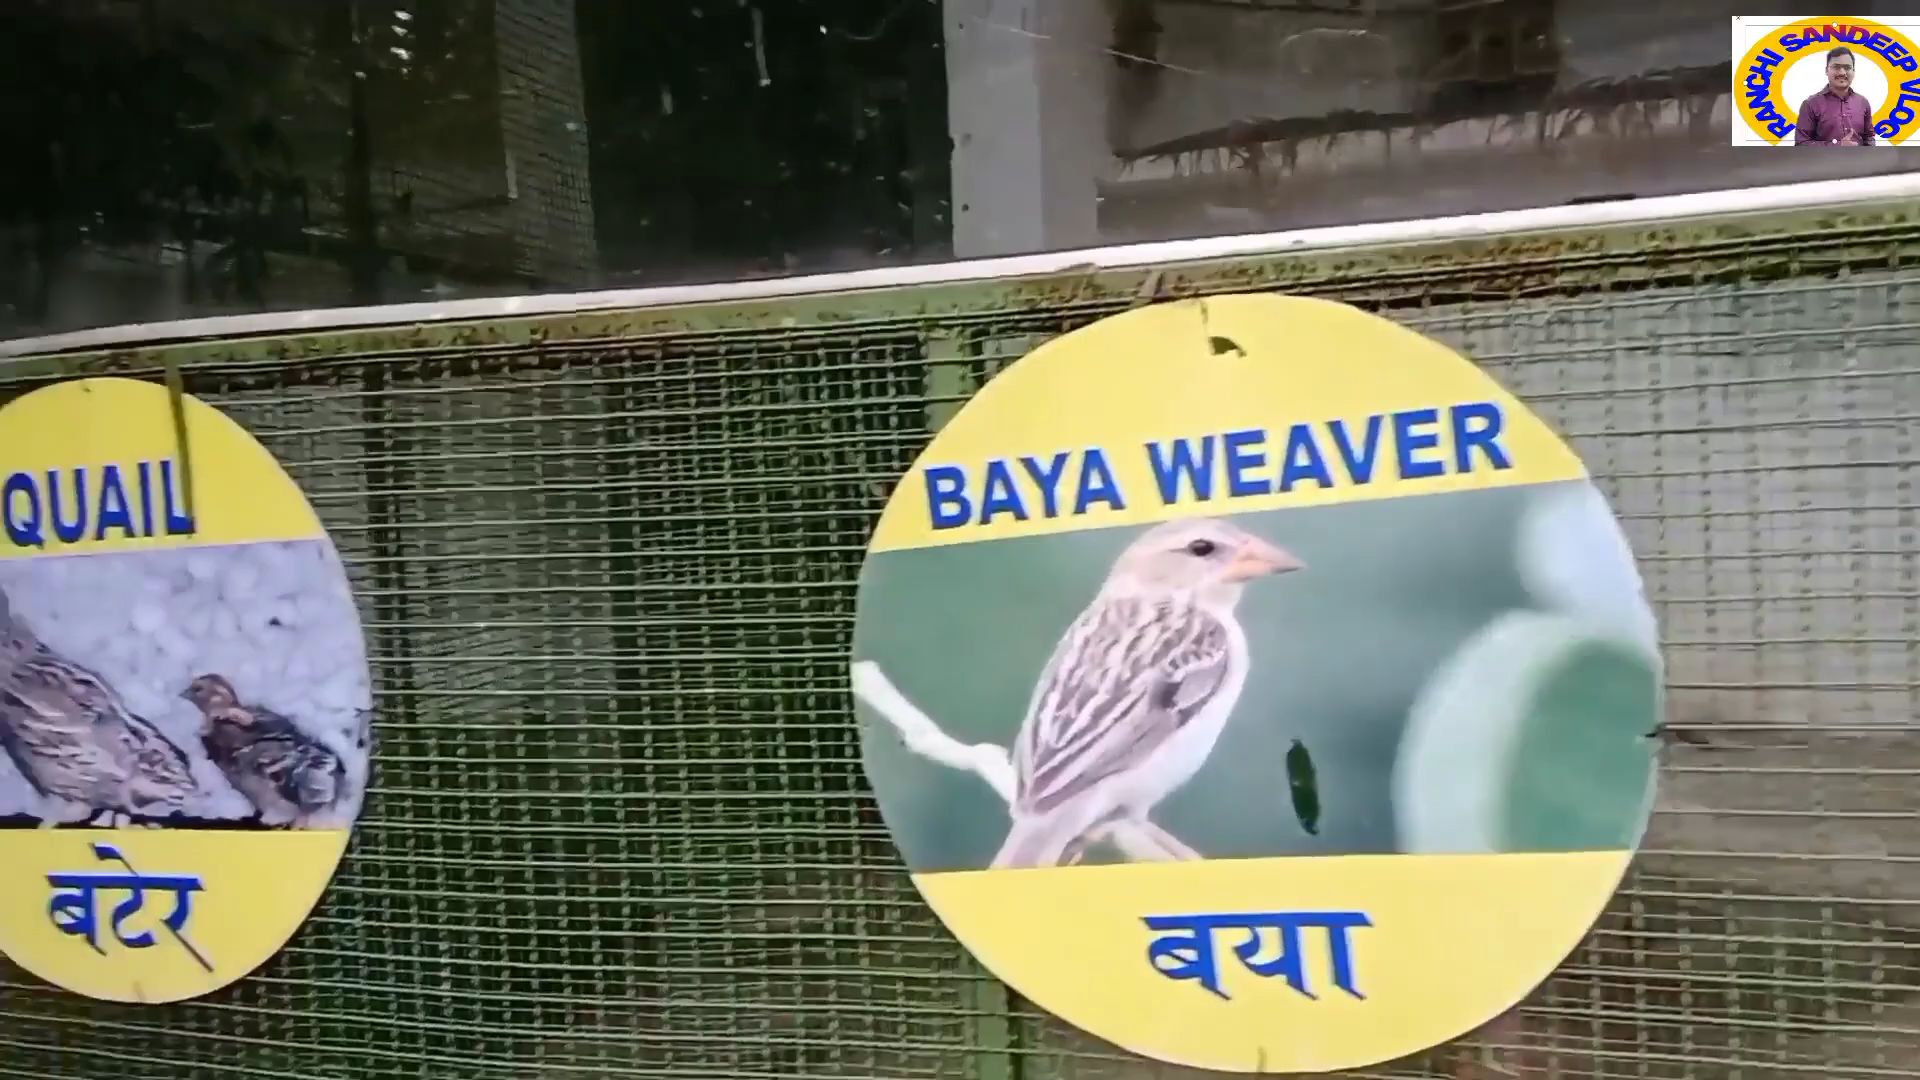 QUAIL
बटेर
BAYA WEAVER
बया
RANCHI SANDEEP VLOG